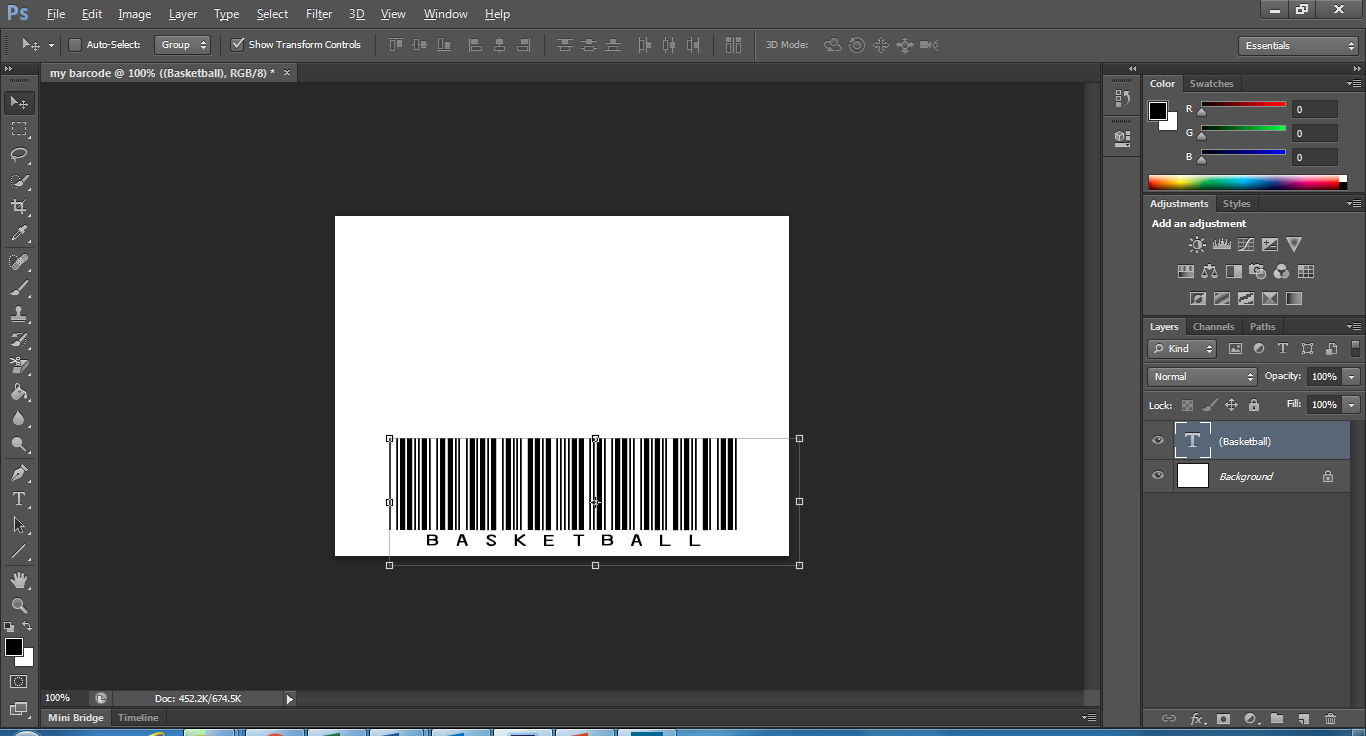 Ps File Edit Image Layer Type Select Filter 3D View Window Help
Auto-Select: Group Show Transform Controls 3D Mode: Essentials
my barcode @ 100% ((Basketball), RGB/8) * ×
Color Swatches
R 0
G 0
B 0
Adjustments Styles
Add an adjustment
Layers Channels Paths
Kind
Normal Opacity: 100%
Lock: Fill: 100%
T (Basketball)
Background
BASKETBALL
100% Doc: 452.2K/674.5K
Mini Bridge Timeline
fx